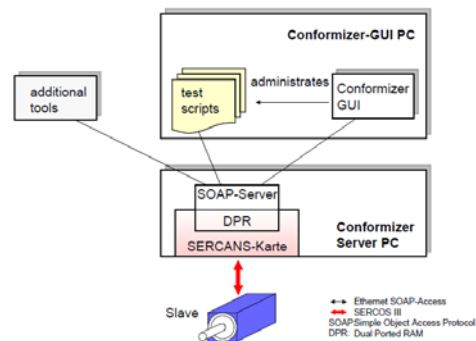 Conformizer-GUI PC
additional
tools
test
scripts
administrates
Conformizer
GUI
SOAP-Server
DPR
SERCANS-Karte
Conformizer
Server PC
Slave
Ethernet SOAP-Access
SERCOS III
SOAP:Simple Object Access Protocol
DPR: Dual Ported RAM